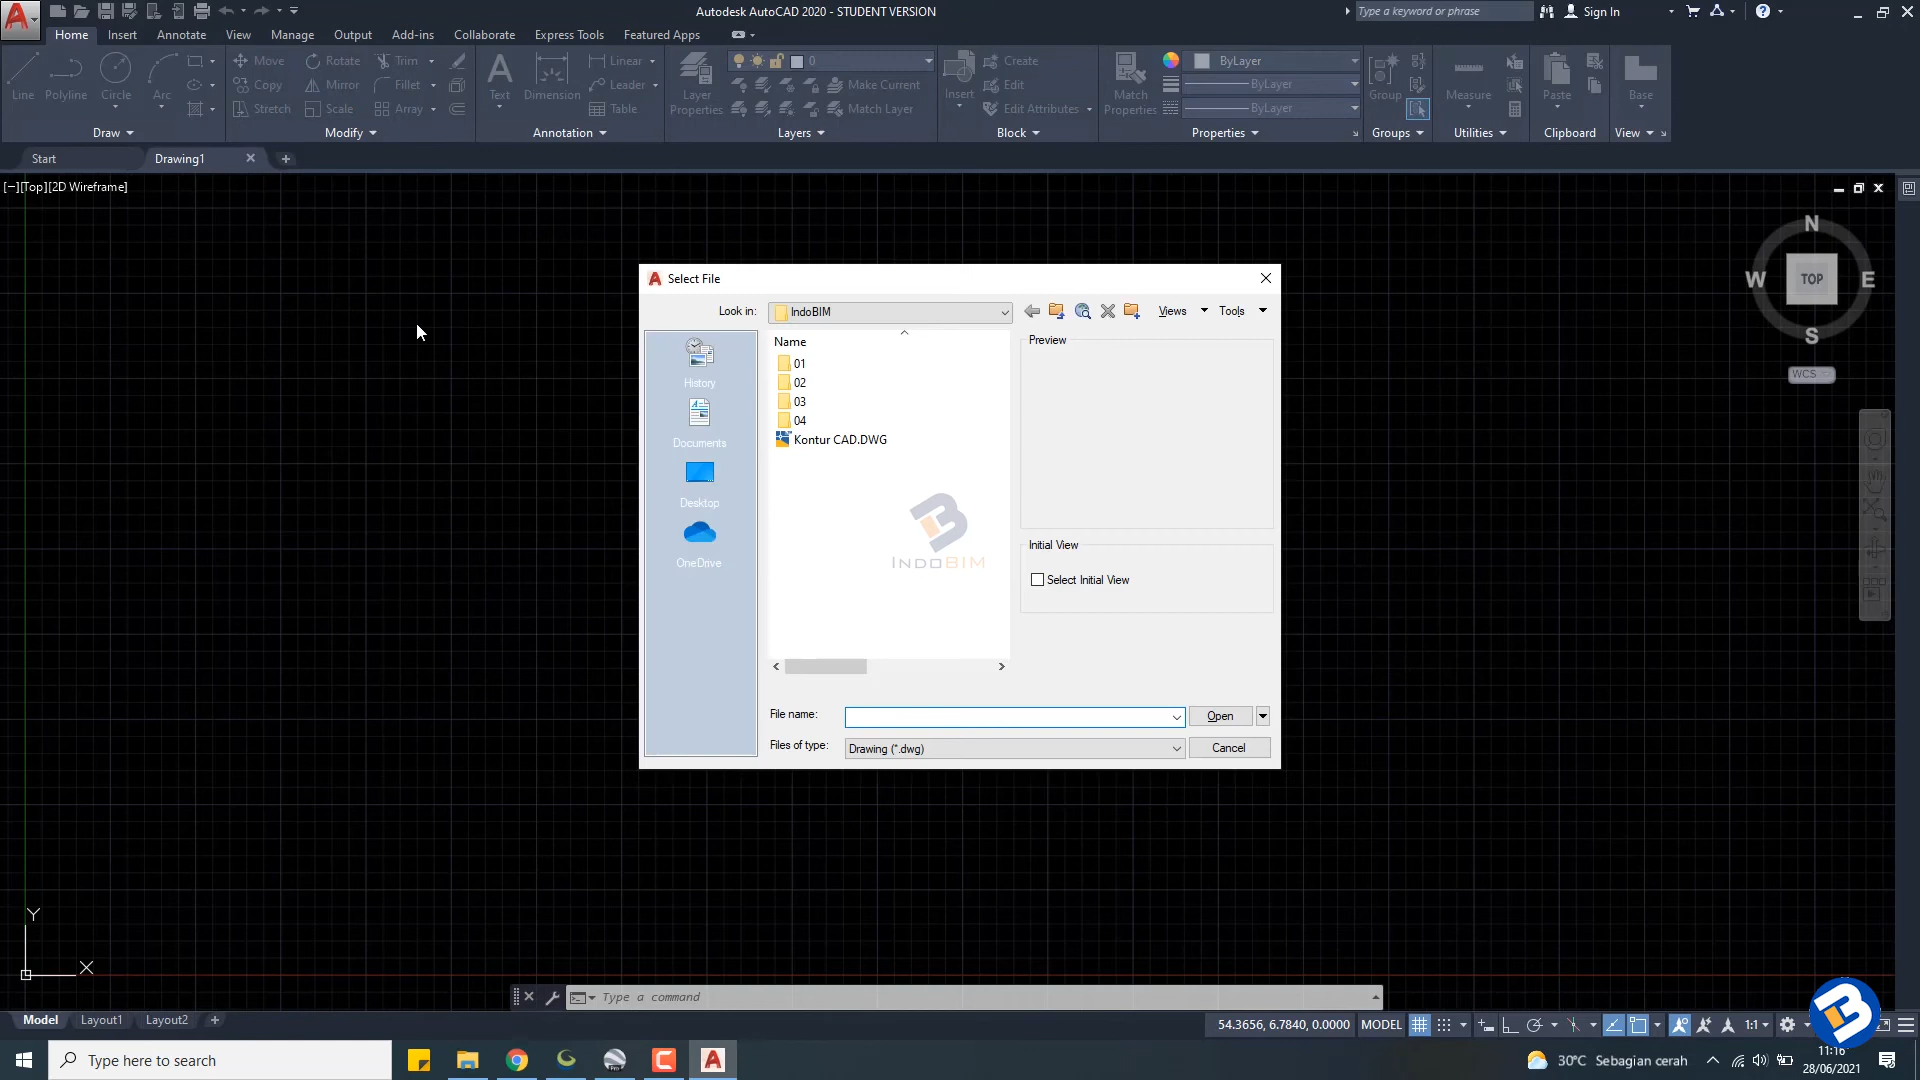 Autodesk AutoCAD 2020 - STUDENT VERSION
Type a keyword or phrase
Sign In
Home Insert Annotate View Manage Output Add-ins Collaborate Express Tools Featured Apps
Line Polyline Circle Arc
Move Rotate Trim
Copy Mirror Fillet
Stretch Scale Array
Text Dimension
Linear
Leader
Table
Layer Properties
0
Make Current
Match Layer
Insert
Create
Edit
Edit Attributes
Match Properties
ByLayer
ByLayer
ByLayer
Group
Measure
Paste
Base
Draw Modify Annotation Layers Block Properties Groups Utilities Clipboard View
Start Drawing1
[−][Top][2D Wireframe]
N
W TOP E
S
WCS
Select File
Look in: IndoBIM Views Tools
Name
01
02
03
04
Kontur CAD.DWG
History
Documents
Desktop
OneDrive
Preview
INDOBIM
Initial View
Select Initial View
File name: Open
Files of type: Drawing (*.dwg) Cancel
Y
X
Type a command
Model Layout1 Layout2
54.3656, 6.7840, 0.0000 MODEL 1:1
Type here to search
30°C Sebagian cerah
11:16
28/06/2021